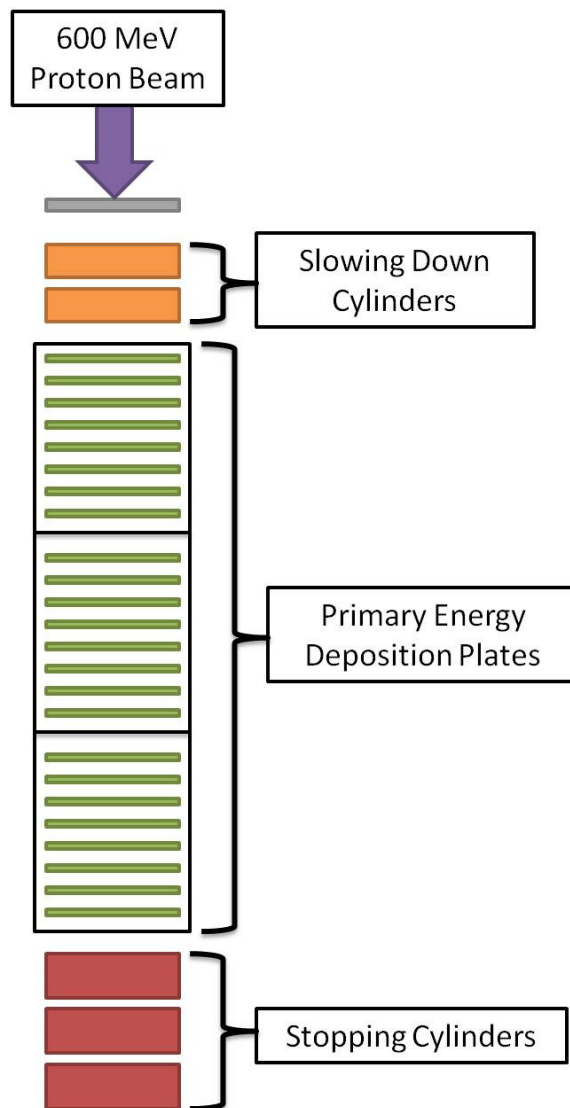 600 MeV
Proton Beam
Slowing Down
Cylinders
Primary Energy
Deposition Plates
Stopping Cylinders